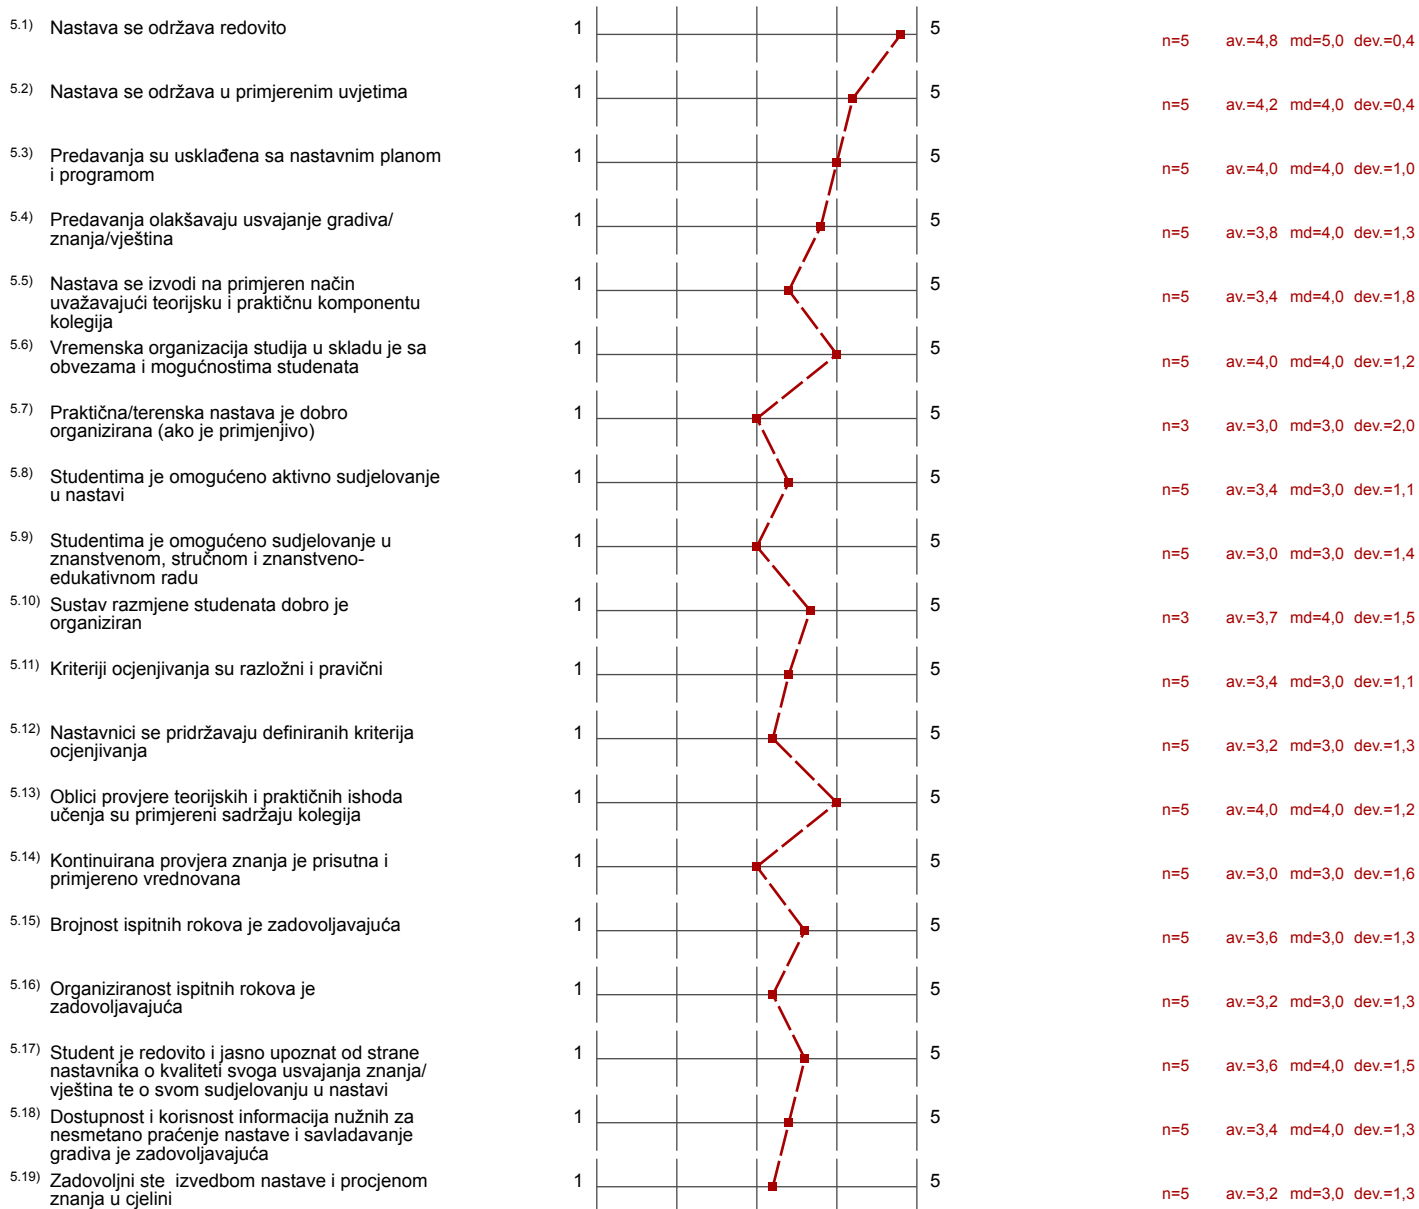 5.1) Nastava se održava redovito 1 5 n=5 av.=4,8 md=5,0 dev.=0,4
5.2) Nastava se održava u primjerenim uvjetima 1 5 n=5 av.=4,2 md=4,0 dev.=0,4
5.3) Predavanja su usklađena sa nastavnim planom
i programom 1 5 n=5 av.=4,0 md=4,0 dev.=1,0
5.4) Predavanja olakšavaju usvajanje gradiva/
znanja/vještina 1 5 n=5 av.=3,8 md=4,0 dev.=1,3
5.5) Nastava se izvodi na primjeren način
uvažavajući teorijsku i praktičnu komponentu
kolegija 1 5 n=5 av.=3,4 md=4,0 dev.=1,8
5.6) Vremenska organizacija studija u skladu je sa
obvezama i mogućnostima studenata 1 5 n=5 av.=4,0 md=4,0 dev.=1,2
5.7) Praktična/terenska nastava je dobro
organizirana (ako je primjenjivo) 1 5 n=3 av.=3,0 md=3,0 dev.=2,0
5.8) Studentima je omogućeno aktivno sudjelovanje
u nastavi 1 5 n=5 av.=3,4 md=3,0 dev.=1,1
5.9) Studentima je omogućeno sudjelovanje u
znanstvenom, stručnom i znanstveno-
edukativnom radu 1 5 n=5 av.=3,0 md=3,0 dev.=1,4
5.10) Sustav razmjene studenata dobro je
organiziran 1 5 n=3 av.=3,7 md=4,0 dev.=1,5
5.11) Kriteriji ocjenjivanja su razložni i pravični 1 5 n=5 av.=3,4 md=3,0 dev.=1,1
5.12) Nastavnici se pridržavaju definiranih kriterija
ocjenjivanja 1 5 n=5 av.=3,2 md=3,0 dev.=1,3
5.13) Oblici provjere teorijskih i praktičnih ishoda
učenja su primjereni sadržaju kolegija 1 5 n=5 av.=4,0 md=4,0 dev.=1,2
5.14) Kontinuirana provjera znanja je prisutna i
primjereno vrednovana 1 5 n=5 av.=3,0 md=3,0 dev.=1,6
5.15) Brojnost ispitnih rokova je zadovoljavajuća 1 5 n=5 av.=3,6 md=3,0 dev.=1,3
5.16) Organiziranost ispitnih rokova je
zadovoljavajuća 1 5 n=5 av.=3,2 md=3,0 dev.=1,3
5.17) Student je redovito i jasno upoznat od strane
nastavnika o kvaliteti svoga usvajanja znanja/
vještina te o svom sudjelovanju u nastavi 1 5 n=5 av.=3,6 md=4,0 dev.=1,5
5.18) Dostupnost i korisnost informacija nužnih za
nesmetano praćenje nastave i savladavanje
gradiva je zadovoljavajuća 1 5 n=5 av.=3,4 md=4,0 dev.=1,3
5.19) Zadovoljni ste izvedbom nastave i procjenom
znanja u cjelini 1 5 n=5 av.=3,2 md=3,0 dev.=1,3